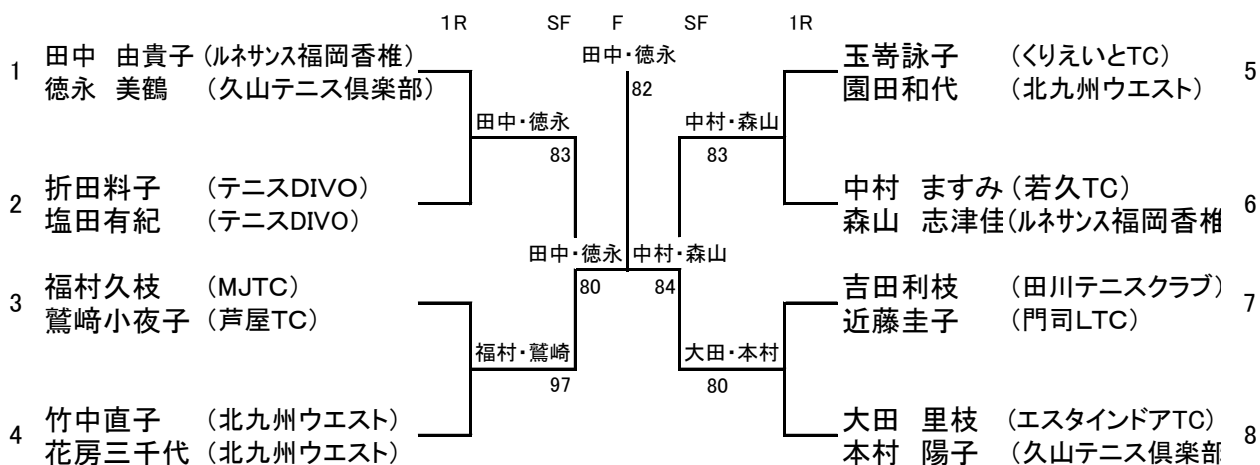 1R SF F SF 1R
田中・徳永
82
1 田中 由貴子 (ルネサンス福岡香椎)
徳永 美鶴 (久山テニス倶楽部)
玉嵜詠子 (くりえいとTC) 5
園田和代 (北九州ウエスト)
田中・徳永 中村・森山
83 83
2 折田料子 (テニスDIVO)
塩田有紀 (テニスDIVO)
中村 ますみ (若久TC) 6
森山 志津佳 (ルネサンス福岡香椎
田中・徳永 中村・森山
80 84
3 福村久枝 (MJTC)
鷲﨑小夜子 (芦屋TC)
吉田利枝 (田川テニスクラブ) 7
近藤圭子 (門司LTC)
福村・鷲崎 大田・本村
97 80
4 竹中直子 (北九州ウエスト)
花房三千代 (北九州ウエスト)
大田 里枝 (エスタインドアTC) 8
本村 陽子 (久山テニス倶楽部